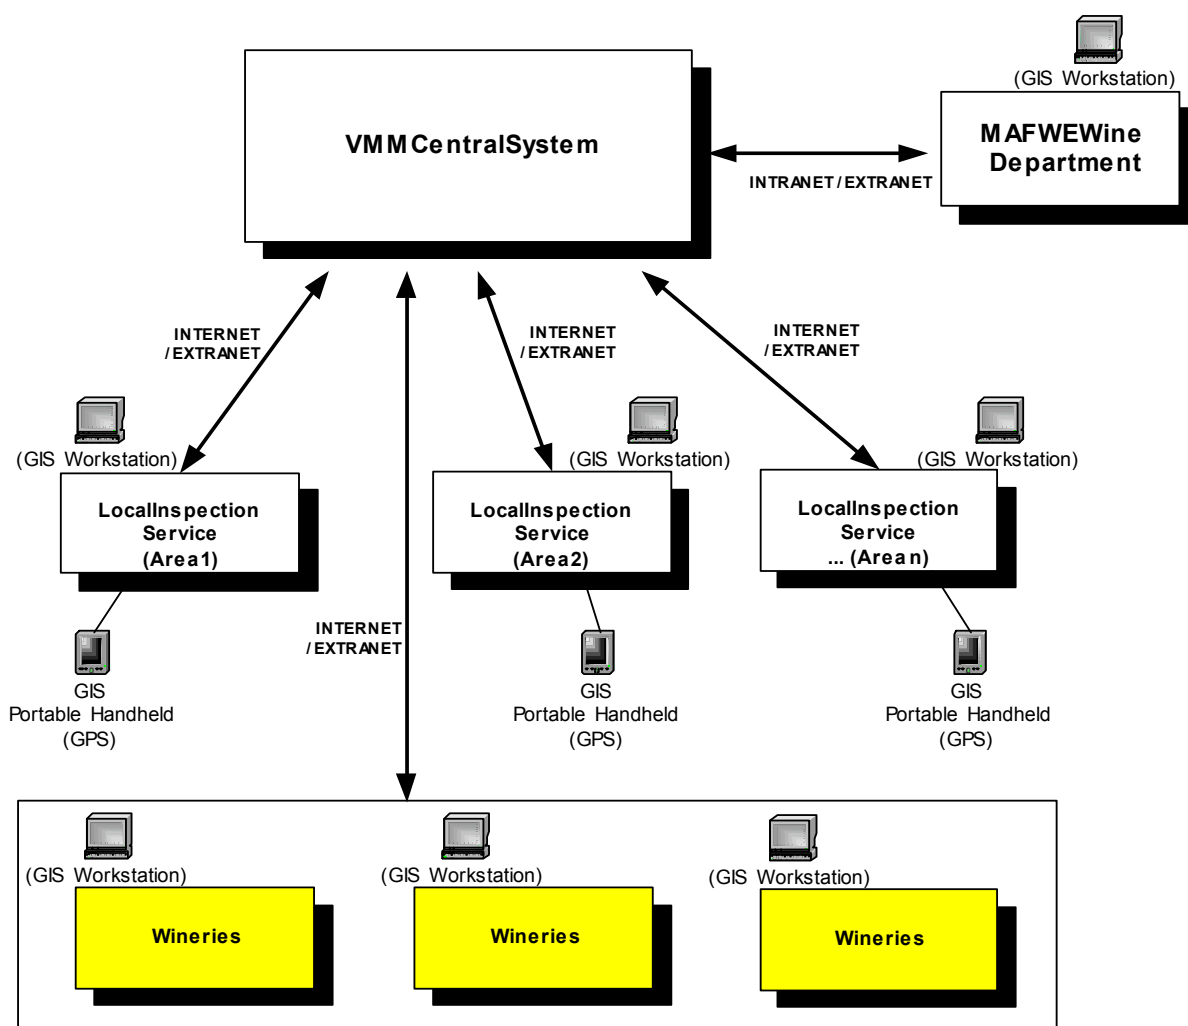 (GIS Workstation)
VMMCentralSystem
MAFWEWine
Department
INTRANET / EXTRANET
INTERNET
/ EXTRANET
INTERNET
/ EXTRANET
INTERNET
/ EXTRANET
(GIS Workstation)
(GIS Workstation)
(GIS Workstation)
LocalInspection
Service
(Area1)
LocalInspection
Service
(Area2)
LocalInspection
Service
... (Area n)
INTERNET
/ EXTRANET
GIS
Portable Handheld
(GPS)
GIS
Portable Handheld
(GPS)
GIS
Portable Handheld
(GPS)
(GIS Workstation)
(GIS Workstation)
(GIS Workstation)
Wineries
Wineries
Wineries